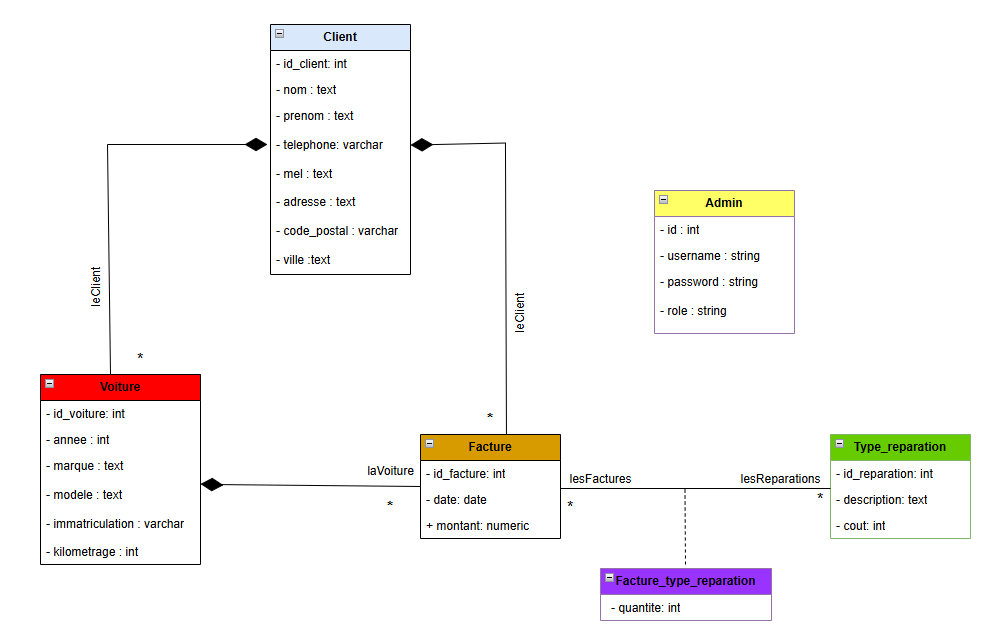 Client
- id_client: int
- nom : text
- prenom : text
- telephone: varchar
- mel : text
- adresse : text
- code_postal : varchar
- ville :text
leClient
*
leClient
*
Admin
- id : int
- username : string
- password : string
- role : string
Voiture
- id_voiture: int
- annee : int
- marque : text
- modele : text
- immatriculation : varchar
- kilometrage : int
laVoiture
*
Facture
- id_facture: int
- date: date
+ montant: numeric
lesFactures
*
lesReparations
*
Type_reparation
- id_reparation: int
- description: text
- cout: int
Facture_type_reparation
- quantite: int